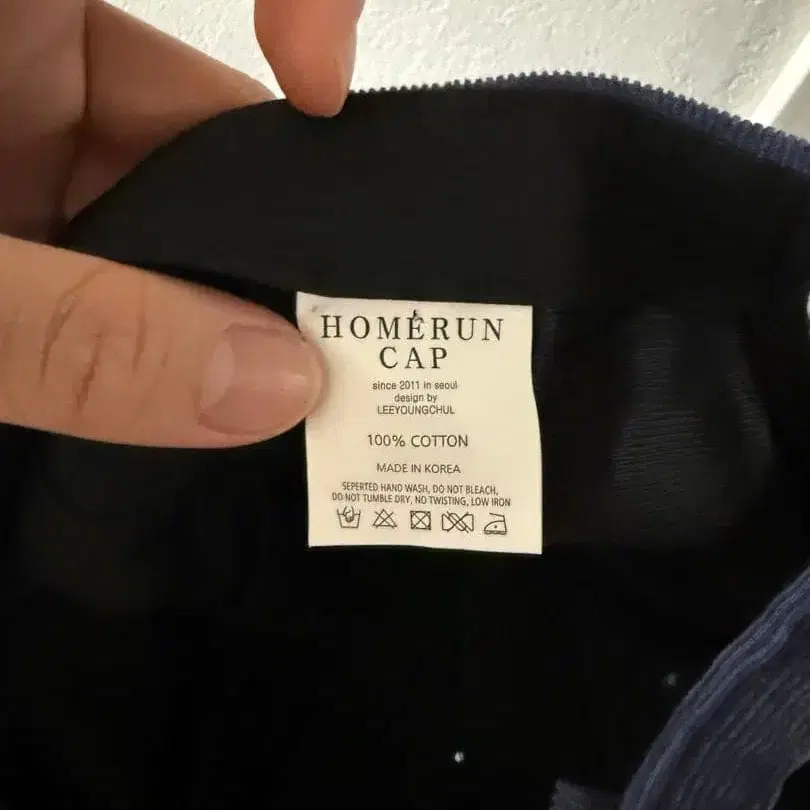 HOMERUN
CAP
since 2011 in seoul
design by
LEEYOUNGCHUL
100% COTTON
MADE IN KOREA
SEPERTED HAND WASH, DO NOT BLEACH,
DO NOT TUMBLE DRY, NO TWISTING, LOW IRON